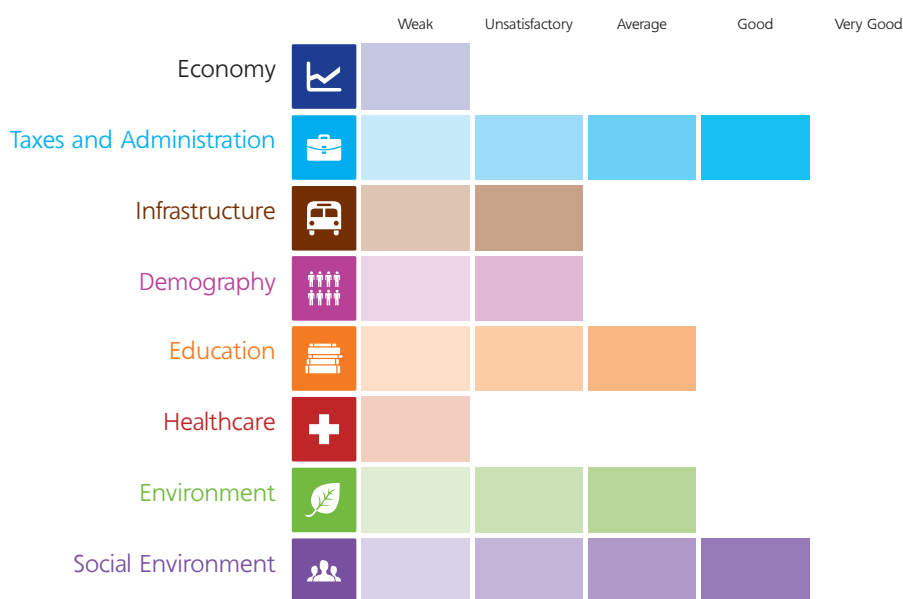 Weak Unsatisfactory Average Good Very Good
Economy
Taxes and Administration
Infrastructure
Demography
Education
Healthcare
Environment
Social Environment